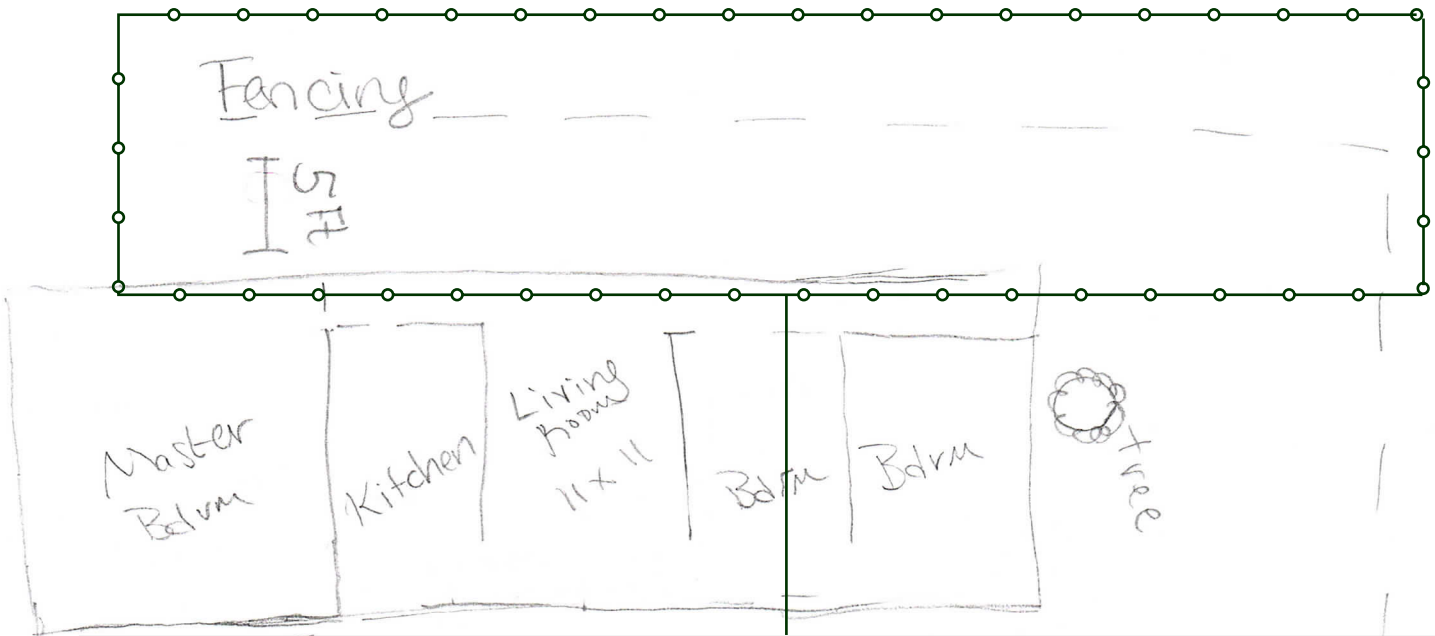 Fencing
5 Ft
Master
Bdrm
Kitchen
Living
Room
11 x 11
Bdrm
Bdrm
tree